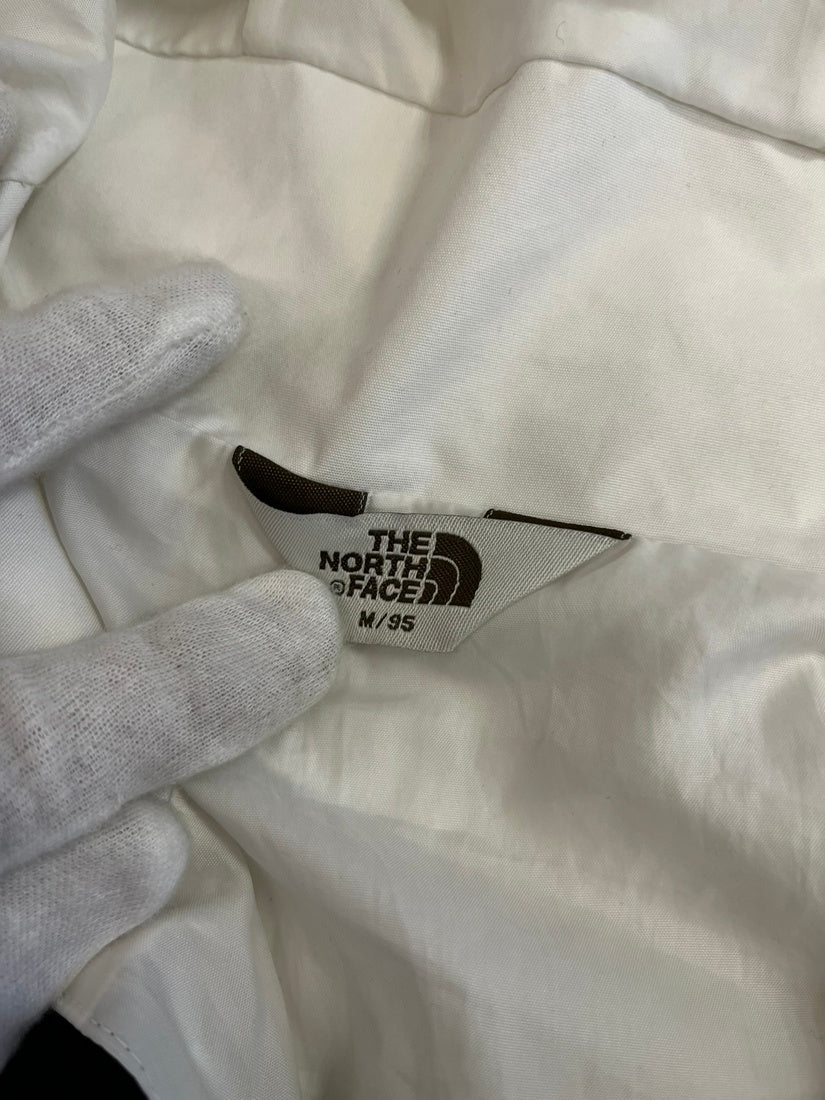 THE
NORTH
® FACE
M/95